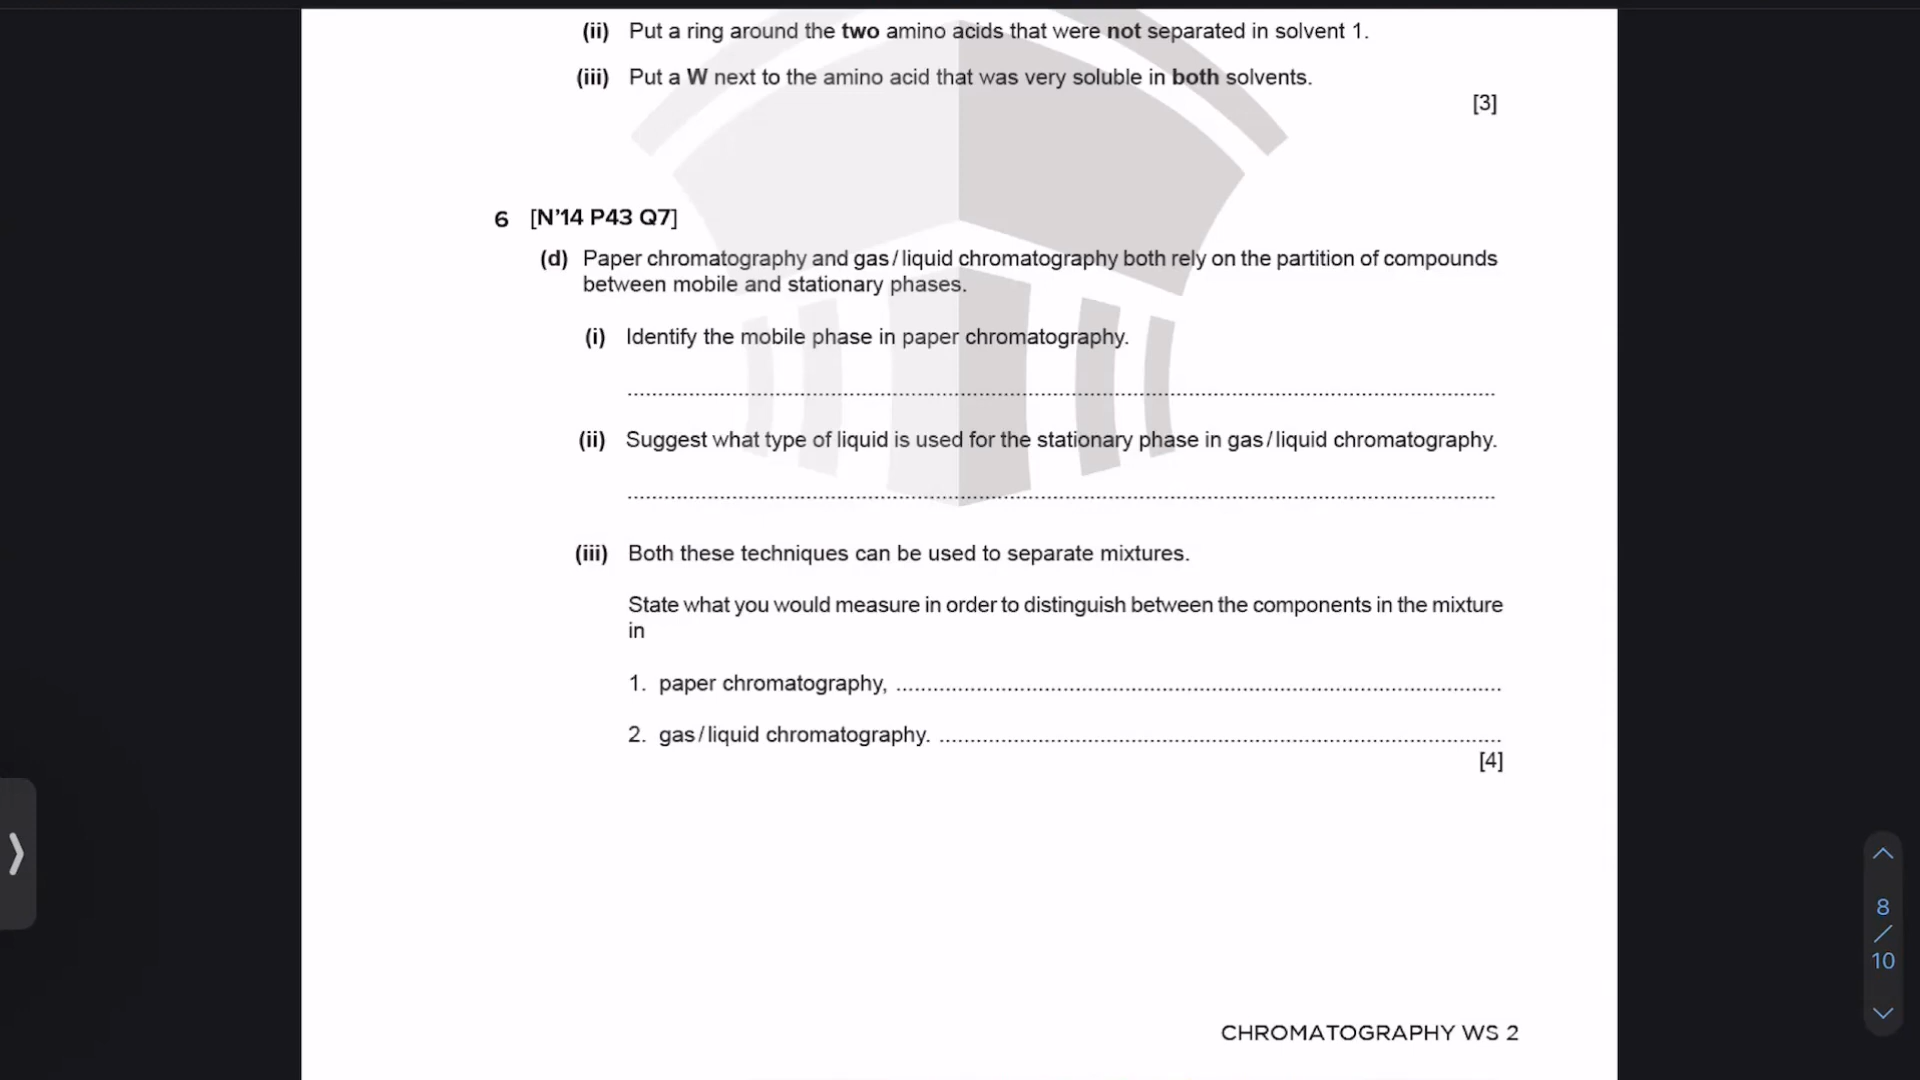 (ii) Put a ring around the two amino acids that were not separated in solvent 1.
(iii) Put a W next to the amino acid that was very soluble in both solvents.
[3]
6 [N'14 P43 Q7]
(d) Paper chromatography and gas/liquid chromatography both rely on the partition of compounds
between mobile and stationary phases.
(i) Identify the mobile phase in paper chromatography.
(ii) Suggest what type of liquid is used for the stationary phase in gas/liquid chromatography.
(iii) Both these techniques can be used to separate mixtures.
State what you would measure in order to distinguish between the components in the mixture
in
1. paper chromatography,
2. gas/liquid chromatography.
[4]
8
/
10
CHROMATOGRAPHY WS 2